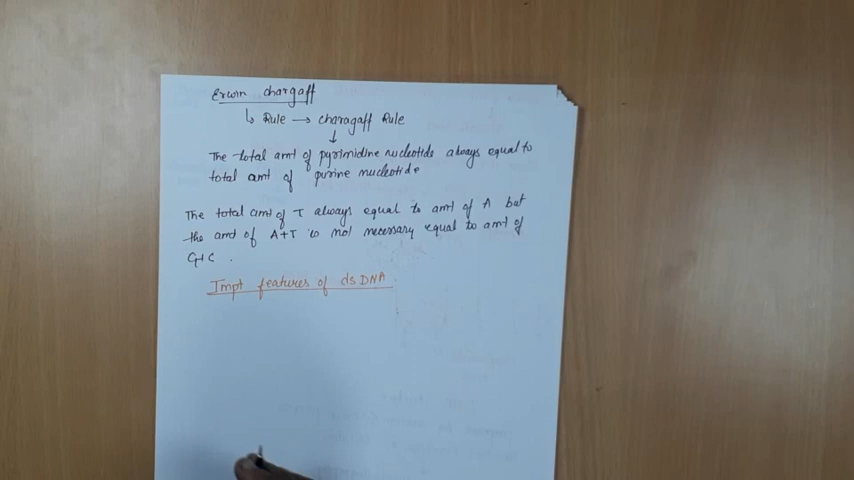 Erwin chargaff
↳ Rule → charagaff Rule
↓
The total amt of pyrimidine nucleotide always equal to
total amt of purine nucleotide
The total amt of T always equal to amt of A but
the amt of A+T is not necessary equal to amt of
G+C .
Impt features of ds DNA